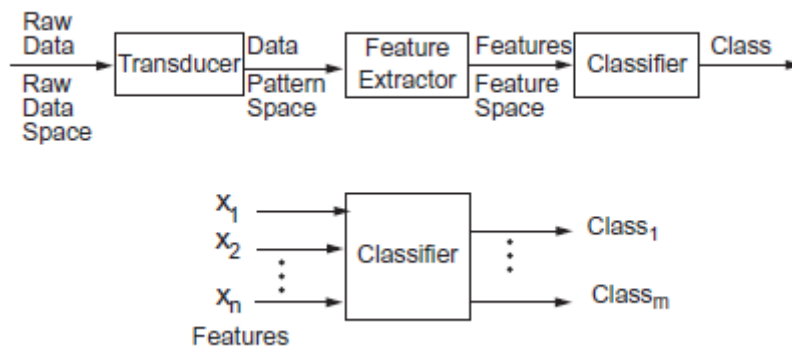 Raw
Data
Raw
Data
Space
Transducer
Data
Pattern
Space
Feature
Extractor
Features
Feature
Space
Classifier
Class
x1
x2
xn
Features
Classifier
Class1
Classm